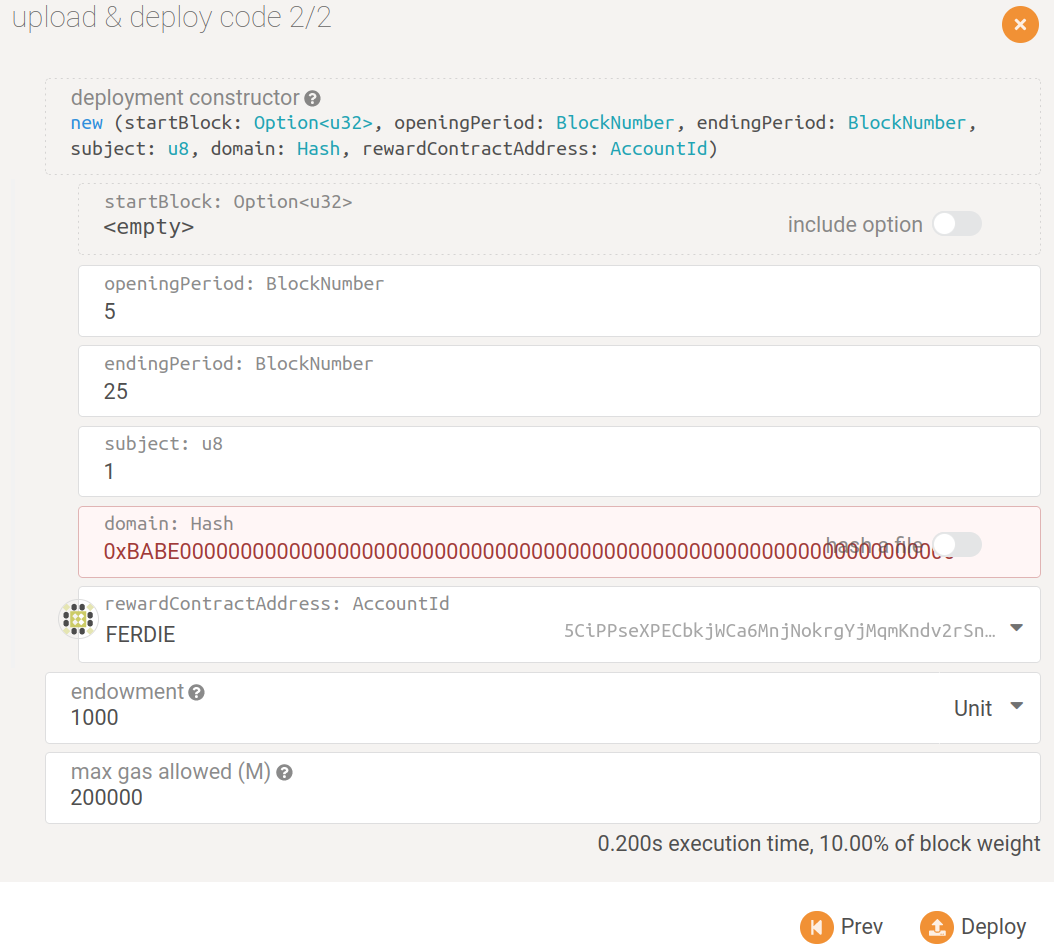 upload & deploy code 2/2
deployment constructor
new (startBlock: Option<u32>, openingPeriod: BlockNumber, endingPeriod: BlockNumber,
subject: u8, domain: Hash, rewardContractAddress: AccountId)
startBlock: Option<u32>
<empty>
include option
openingPeriod: BlockNumber
5
endingPeriod: BlockNumber
25
subject: u8
1
domain: Hash
hash a file
rewardContractAddress: AccountId
FERDIE
5CiPPseXPECbkjWCa6MnjNokrgYjMqmKndv2rSn…
endowment
1000
Unit
max gas allowed (M)
200000
0.200s execution time, 10.00% of block weight
Prev
Deploy